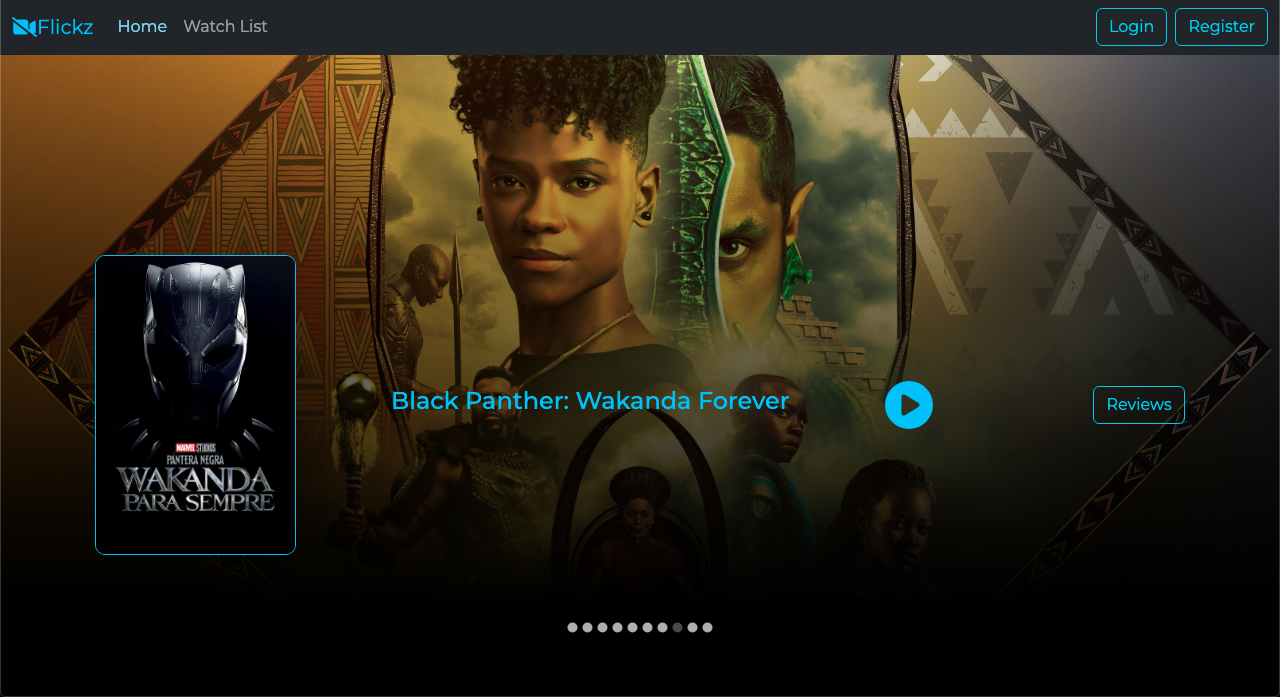 Flickz
Home
Watch List
Login
Register
MARVEL STUDIOS
PANTERA NEGRA
WAKANDA
PARA SEMPRE
Black Panther: Wakanda Forever
Reviews